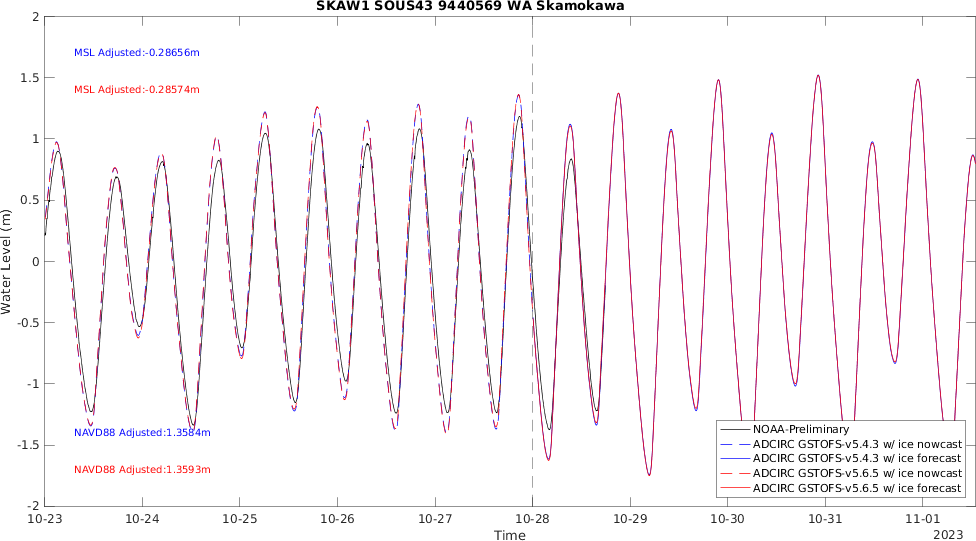 SKAW1 SOUS43 9440569 WA Skamokawa
2
1.5
1
0.5
0
-0.5
-1
-1.5
-2
Water Level (m)
MSL Adjusted:-0.28656m
MSL Adjusted:-0.28574m
NAVD88 Adjusted:1.3584m
NAVD88 Adjusted:1.3593m
NOAA-Preliminary
ADCIRC GSTOFS-v5.4.3 w/ ice nowcast
ADCIRC GSTOFS-v5.4.3 w/ ice forecast
ADCIRC GSTOFS-v5.6.5 w/ ice nowcast
ADCIRC GSTOFS-v5.6.5 w/ ice forecast
10-23 10-24 10-25 10-26 10-27 10-28 10-29 10-30 10-31 11-01
Time
2023